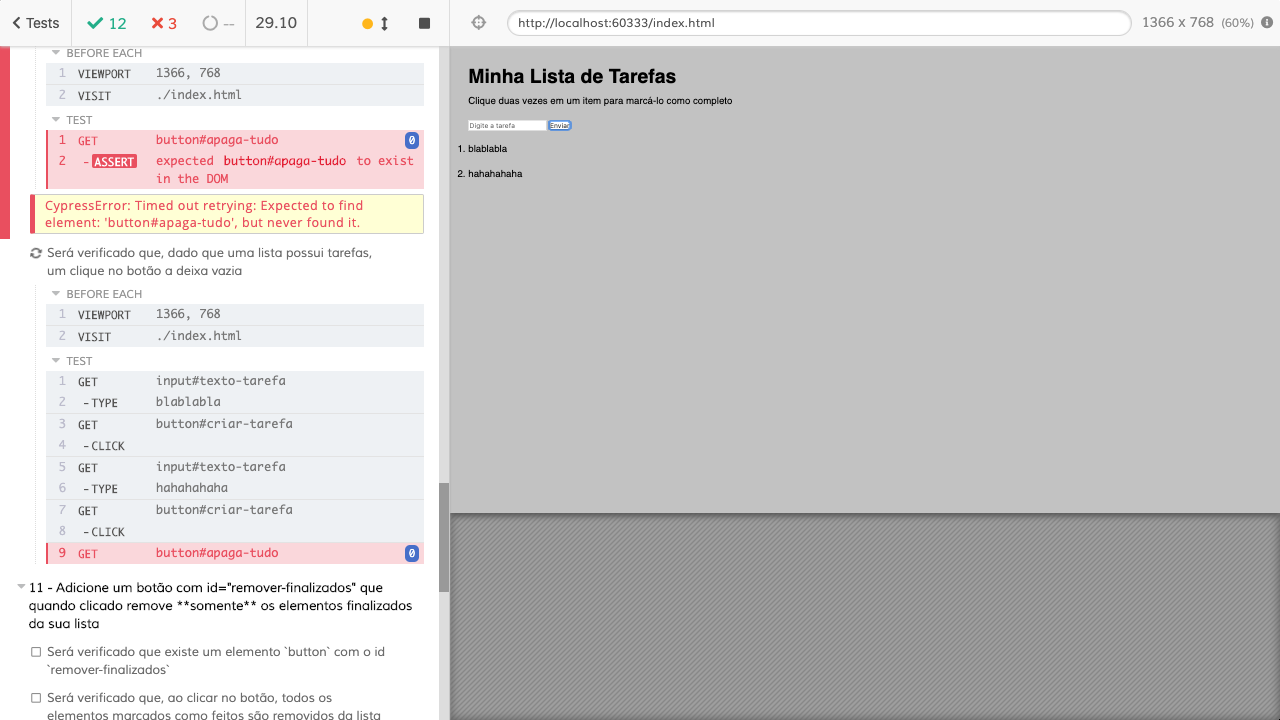 Tests
12
3
--
29.10
http://localhost:60333/index.html
1366 x 768 (60%)
BEFORE EACH
1 VIEWPORT 1366, 768
2 VISIT ./index.html
TEST
1 GET button#apaga-tudo 0
2 -ASSERT expected button#apaga-tudo to exist
in the DOM
CypressError: Timed out retrying: Expected to find
element: 'button#apaga-tudo', but never found it.
Será verificado que, dado que uma lista possui tarefas,
um clique no botão a deixa vazia
BEFORE EACH
1 VIEWPORT 1366, 768
2 VISIT ./index.html
TEST
1 GET input#texto-tarefa
2 -TYPE blablabla
3 GET button#criar-tarefa
4 -CLICK
5 GET input#texto-tarefa
6 -TYPE hahahahaha
7 GET button#criar-tarefa
8 -CLICK
9 GET button#apaga-tudo 0
11 - Adicione um botão com id="remover-finalizados" que
quando clicado remove **somente** os elementos finalizados
da sua lista
Será verificado que existe um elemento `button` com o id
`remover-finalizados`
Será verificado que, ao clicar no botão, todos os
elementos marcados como feitos são removidos da lista
Minha Lista de Tarefas
Clique duas vezes em um item para marcá-lo como completo
Digite a tarefa Enviar
1. blablabla
2. hahahahaha